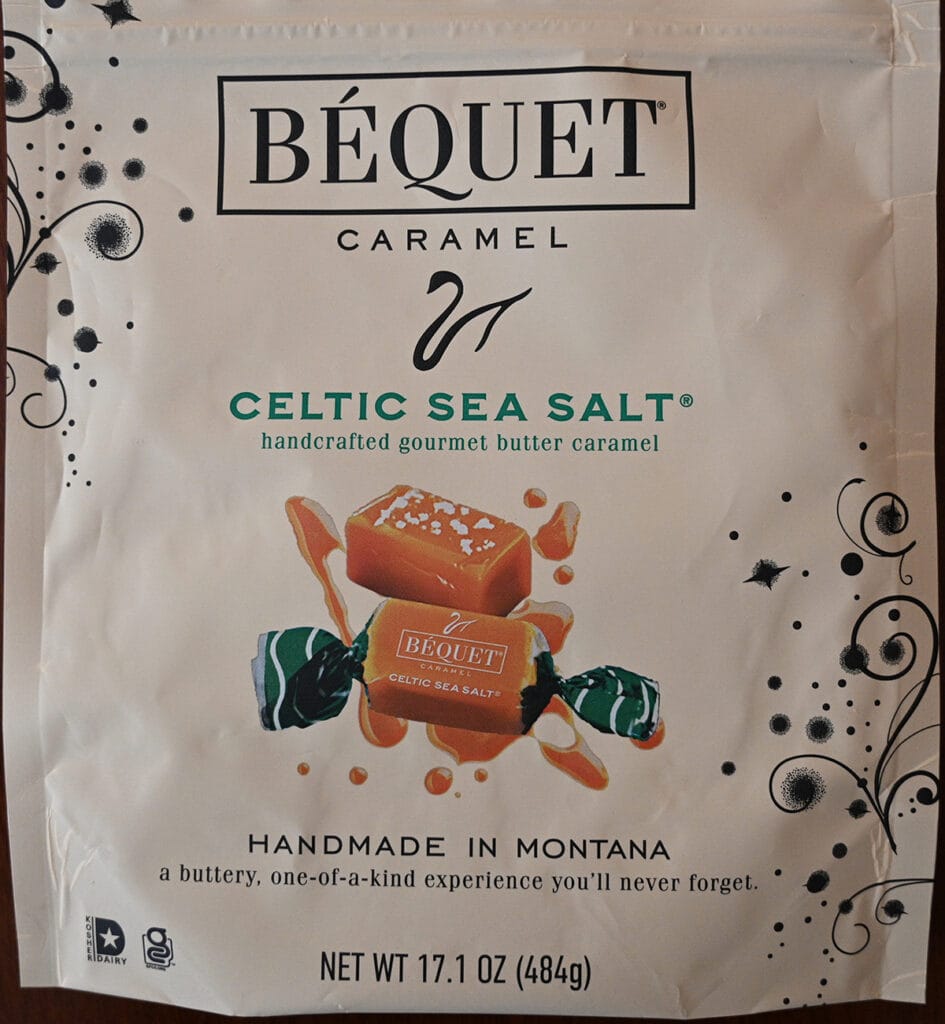 BÉQUET®
CARAMEL
CELTIC SEA SALT®
handcrafted gourmet butter caramel
BÉQUET®
CARAMEL
CELTIC SEA SALT®
HANDMADE IN MONTANA
a buttery, one-of-a-kind experience you'll never forget.
KOSHER
D
DAIRY
NET WT 17.1 OZ (484g)